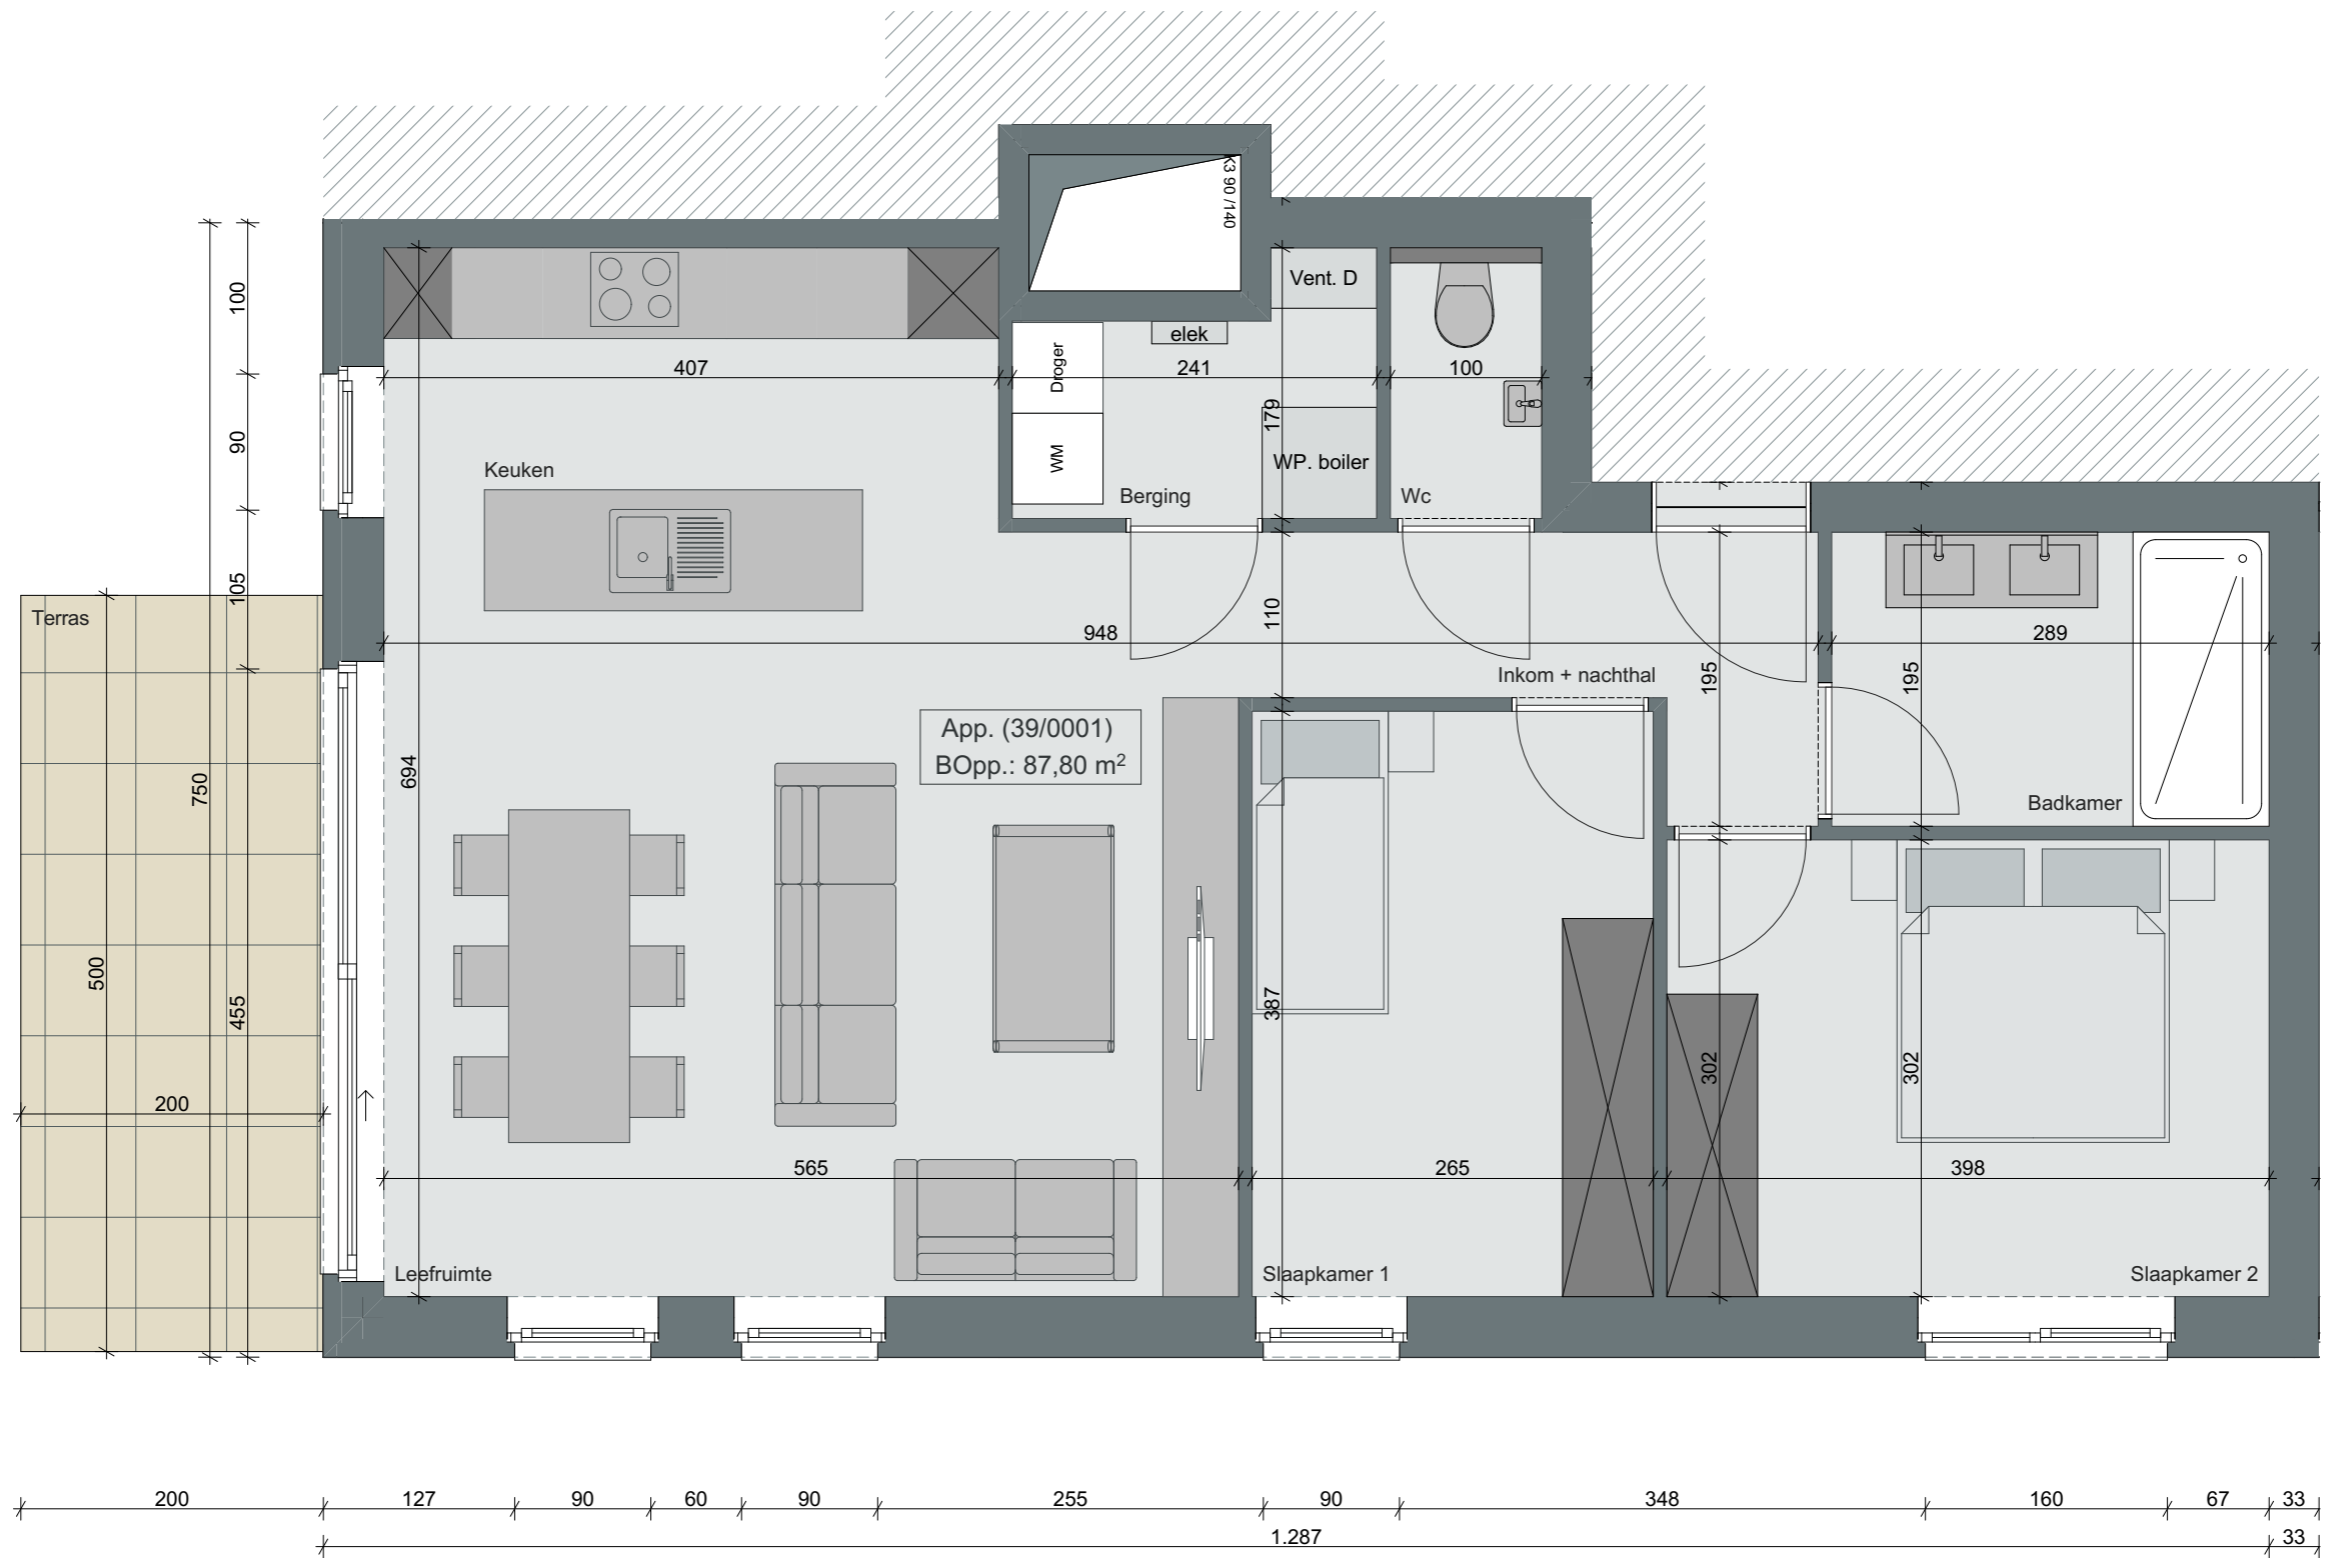 K3 90 /140
Vent. D
elek
Droger
407
241
100
179
WM
Keuken
WP. boiler
Berging
Wc
100
90
105
Terras
110
948
289
Inkom + nachthal
195
195
App. (39/0001)
BOpp.: 87,80 m²
694
750
Badkamer
500
455
387
302
302
200
565
265
398
Leefruimte
Slaapkamer 1
Slaapkamer 2
200
127
90
60
90
255
90
348
160
67
33
1.287
33